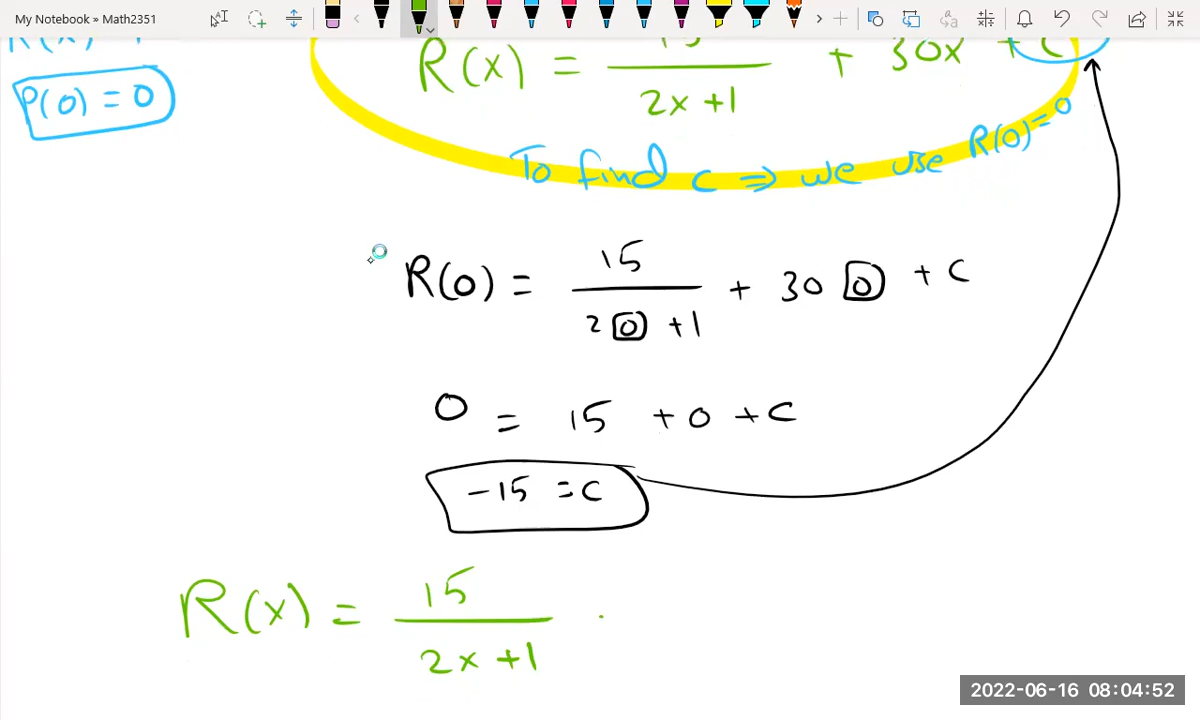 My Notebook » Math2351
R(x)
P(0) = 0
R(x) = 15 / 2x +1 + 30x + C
To find c ⇒ we use R(0)=0
R(0) = 15 / 2 0 +1 + 30 0 + C
0 = 15 + 0 + C
-15 = C
R(x) = 15 / 2x +1
2022-06-16 08:04:52